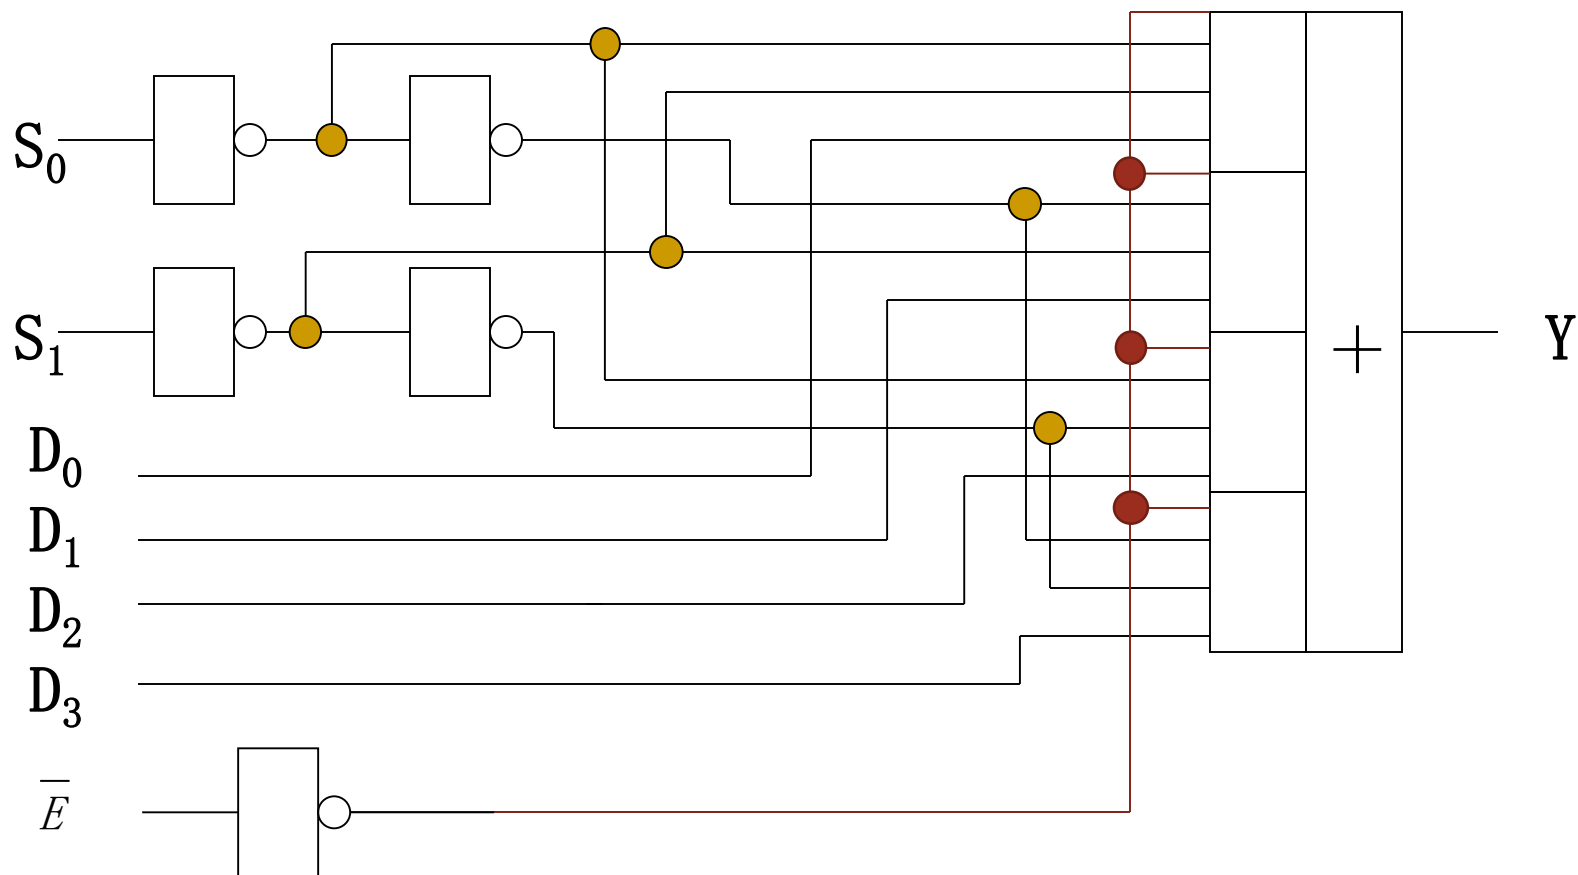 S₀
S₁
D₀
D₁
D₂
D₃
E̅
+
Y